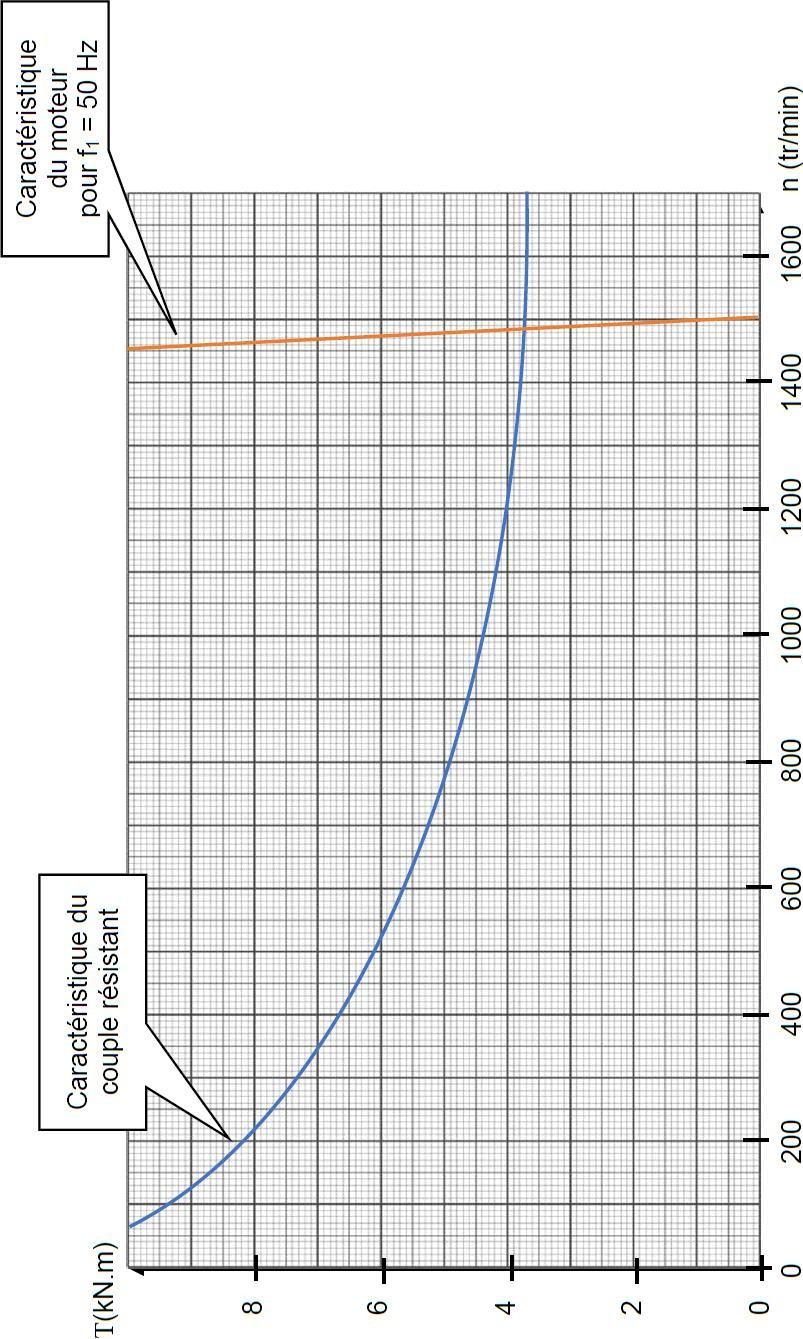 Caractéristique
du moteur
pour f₁ = 50 Hz
Caractéristique du
couple résistant
T(kN.m)
8
6
4
2
0
0
200
400
600
800
1000
1200
1400
1600
n (tr/min)